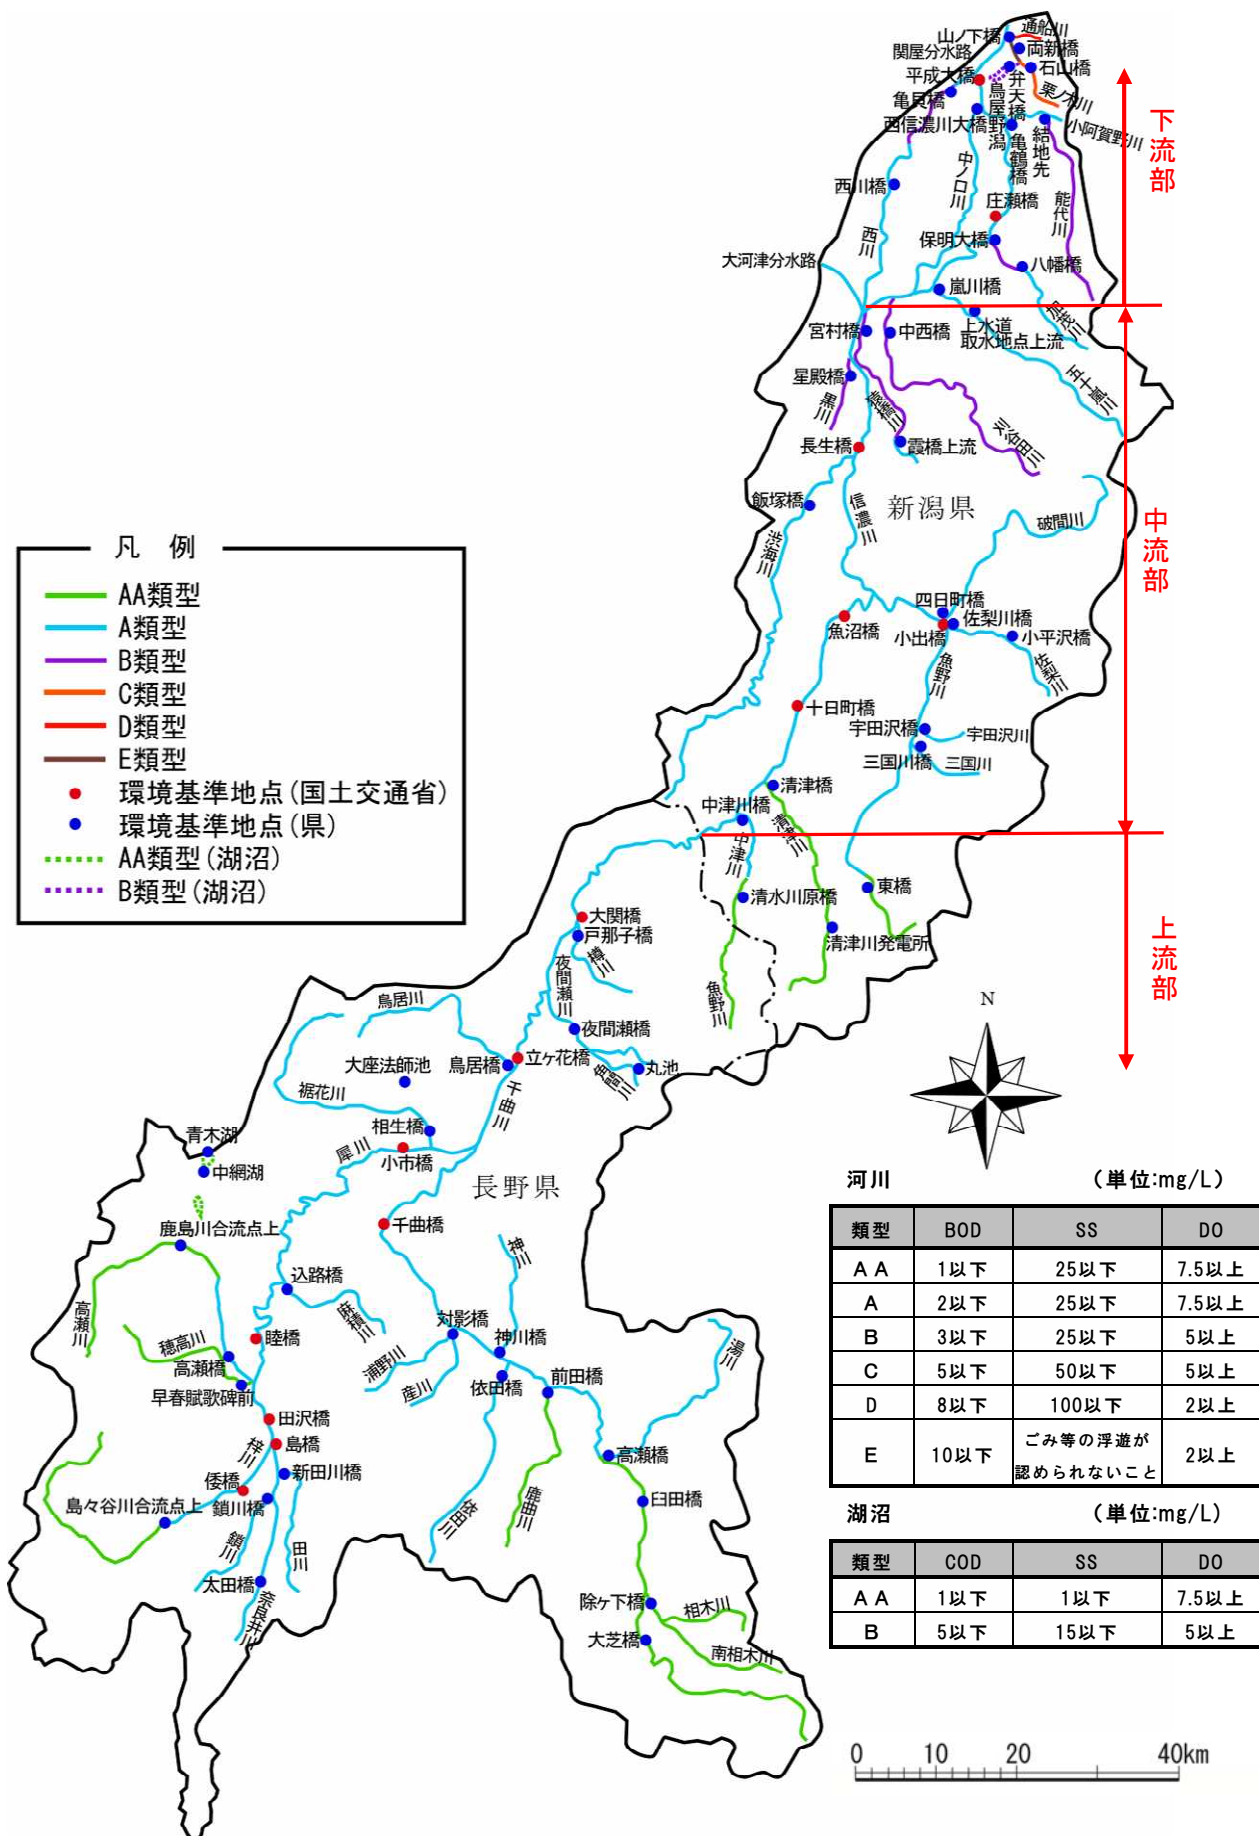 山ノ下橋
通船川
関屋分水路
両新橋
平成大橋
石山橋
弁天橋
鳥屋野潟
栗ノ木川
亀貝橋
西信濃川大橋
亀鶴橋
結地先
小阿賀野川
下流部
中ノ口川
西川橋
能代川
庄瀬橋
西川
保明大橋
大河津分水路
八幡橋
嵐川橋
加茂川
宮村橋
中西橋
上水道
取水地点上流
星殿橋
五十嵐川
黒川
猿橋川
刈谷田川
長生橋
霞橋上流
飯塚橋
信濃川
新潟県
破間川
中流部
渋海川
四日町橋
佐梨川橋
魚沼橋
小出橋
小平沢橋
魚野川
佐梨川
十日町橋
宇田沢橋
宇田沢川
三国川橋
三国川
清津橋
中津川橋
清津川
中津川
清水川原橋
東橋
清津川発電所
魚野川
上流部
大関橋
戸那子橋
樽川
夜間瀬川
夜間瀬橋
角間川
丸池
鳥居川
大座法師池
鳥居橋
立ヶ花橋
裾花川
千曲川
相生橋
犀川
小市橋
青木湖
中綱湖
長野県
鹿島川合流点上
千曲橋
神川
込路橋
高瀬川
麻績川
対影橋
睦橋
穂高川
神川橋
湯川
高瀬橋
浦野川
産川
依田橋
前田橋
早春賦歌碑前
田沢橋
島橋
梓川
新田川橋
高瀬橋
倭橋
鎖川橋
臼田橋
島々谷川合流点上
依田川
鹿曲川
鎖川
田川
太田橋
奈良井川
除ヶ下橋
相木川
大芝橋
南相木川
凡 例
AA類型
A類型
B類型
C類型
D類型
E類型
環境基準地点(国土交通省)
環境基準地点(県)
AA類型(湖沼)
B類型(湖沼)
N
河川 (単位:mg/L)
類型 BOD SS DO
AA 1以下 25以下 7.5以上
A 2以下 25以下 7.5以上
B 3以下 25以下 5以上
C 5以下 50以下 5以上
D 8以下 100以下 2以上
E 10以下 ごみ等の浮遊が 2以上
認められないこと
湖沼 (単位:mg/L)
類型 COD SS DO
AA 1以下 1以下 7.5以上
B 5以下 15以下 5以上
0 10 20 40km